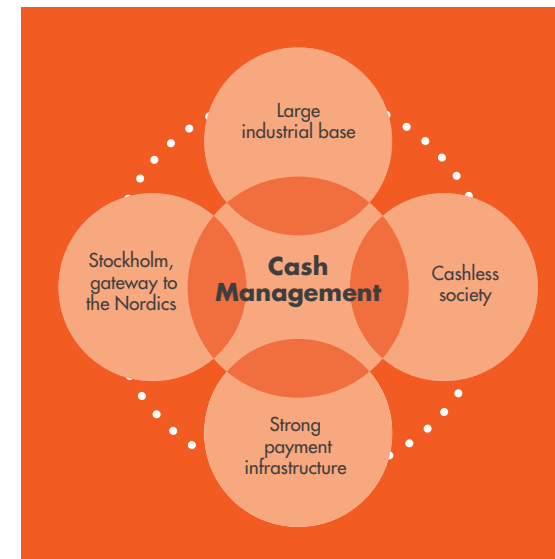 Large
industrial base
Stockholm,
gateway to
the Nordics
Cash
Management
Cashless
society
Strong
payment
infrastructure